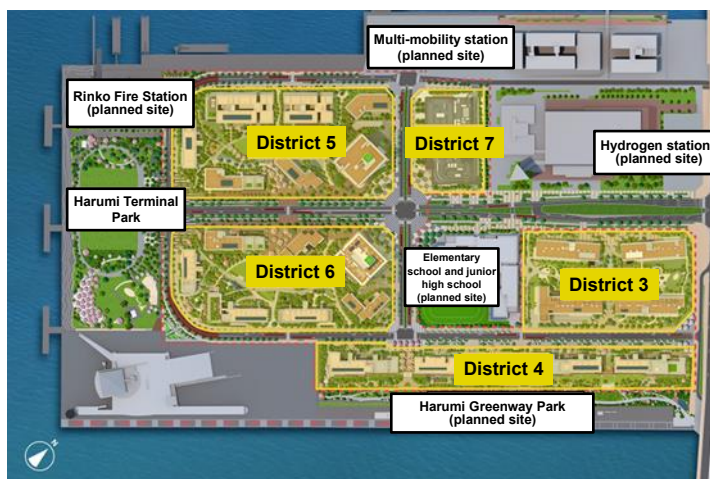 Multi-mobility station
(planned site)
Rinko Fire Station
(planned site)
District 5
District 7
Hydrogen station
(planned site)
Harumi Terminal
Park
District 6
Elementary
school and junior
high school
(planned site)
District 3
District 4
Harumi Greenway Park
(planned site)
N